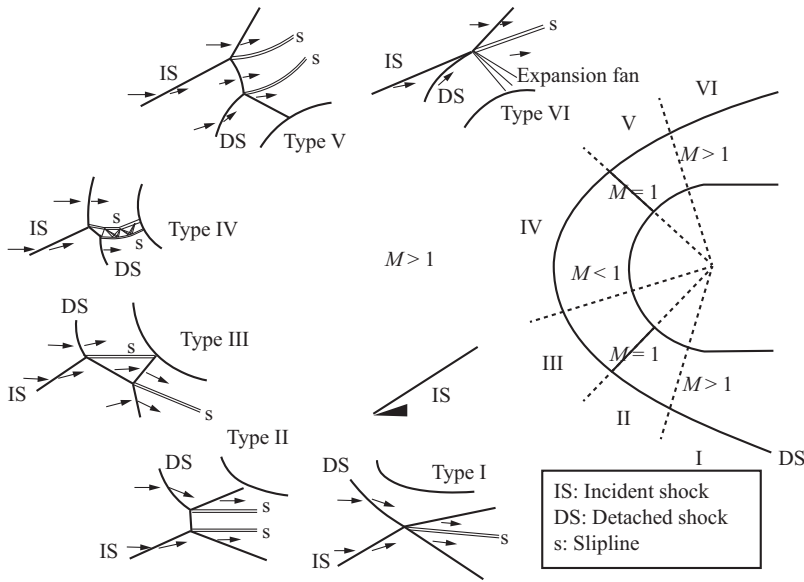 s
s
IS
DS
Type V
s
IS
Expansion fan
DS
Type VI
VI
V
M > 1
M = 1
IV
M < 1
M > 1
s
s
IS
Type IV
DS
DS
s
Type III
IS
s
III
M = 1
M > 1
II
I
DS
IS
Type II
DS
s
s
IS
Type I
DS
s
IS
IS: Incident shock
DS: Detached shock
s: Slipline